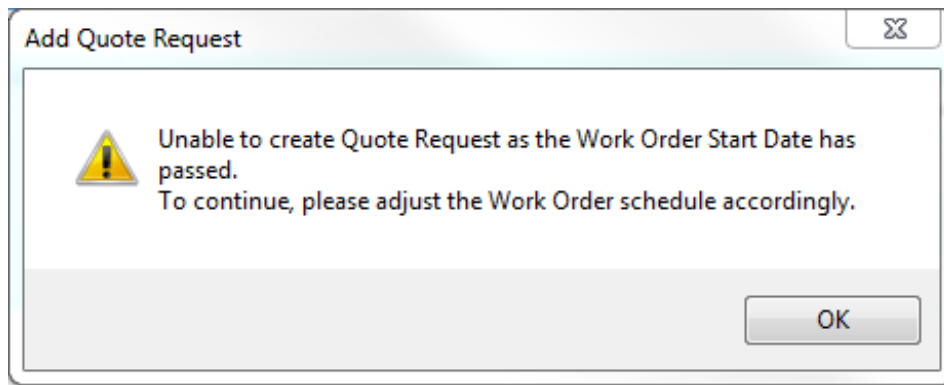 Add Quote Request
Unable to create Quote Request as the Work Order Start Date has
passed.
To continue, please adjust the Work Order schedule accordingly.
OK